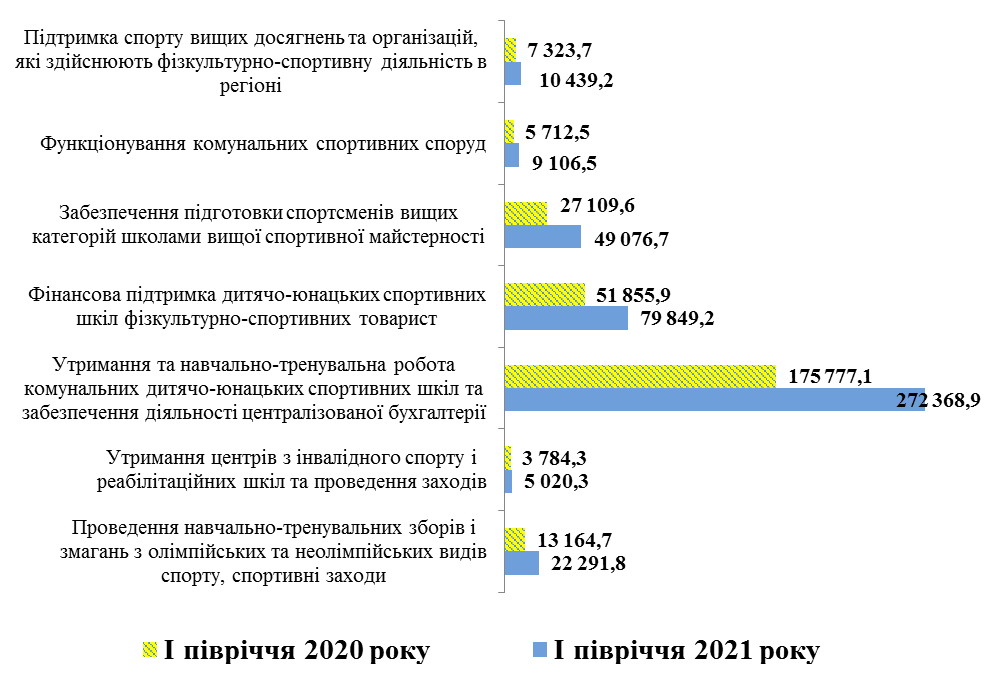 Підтримка спорту вищих досягнень та організацій,
які здійснюють фізкультурно-спортивну діяльність в
регіоні
7 323,7
10 439,2
Функціонування комунальних спортивних споруд
5 712,5
9 106,5
Забезпечення підготовки спортсменів вищих
категорій школами вищої спортивної майстерності
27 109,6
49 076,7
Фінансова підтримка дитячо-юнацьких спортивних
шкіл фізкультурно-спортивних товарист
51 855,9
79 849,2
Утримання та навчально-тренувальна робота
комунальних дитячо-юнацьких спортивних шкіл та
забезпечення діяльності централізованої бухгалтерії
175 777,1
272 368,9
Утримання центрів з інвалідного спорту і
реабілітаційних шкіл та проведення заходів
3 784,3
5 020,3
Проведення навчально-тренувальних зборів і
змагань з олімпійських та неолімпійських видів
спорту, спортивні заходи
13 164,7
22 291,8
І півріччя 2020 року
І півріччя 2021 року